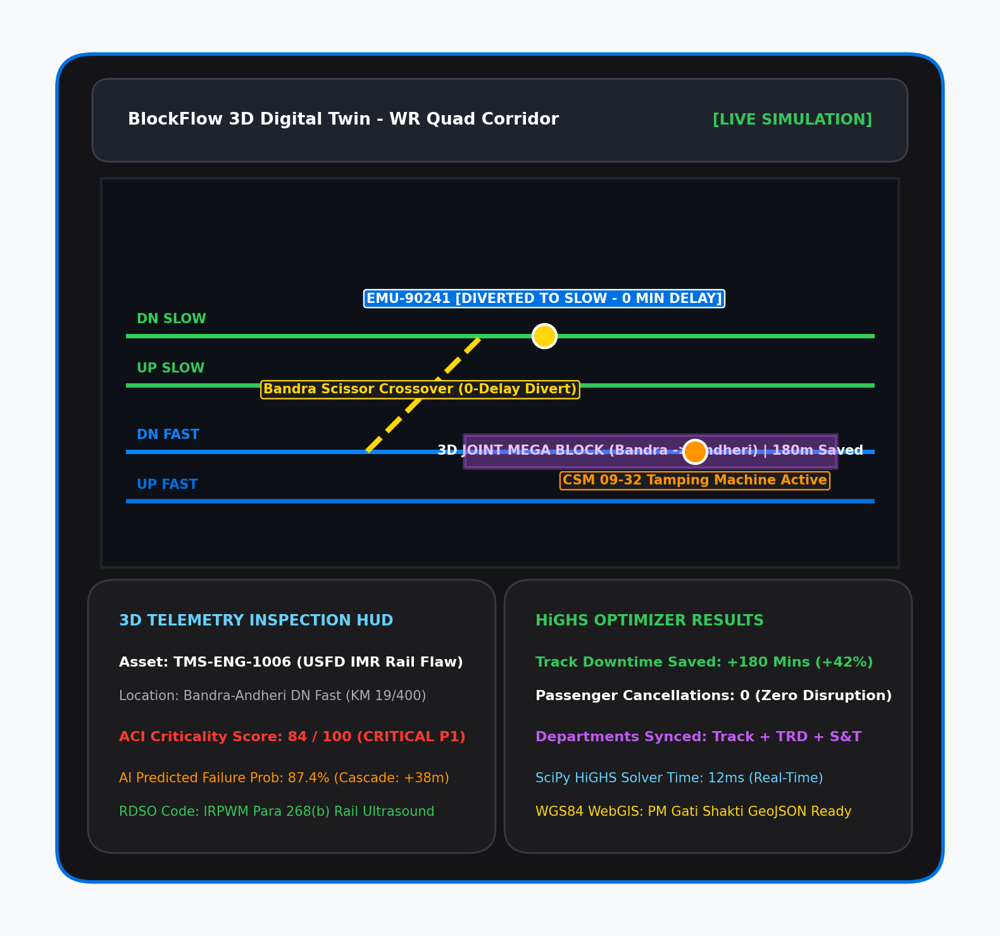 BlockFlow 3D Digital Twin - WR Quad Corridor
[LIVE SIMULATION]
EMU-90241 [DIVERTED TO SLOW - 0 MIN DELAY]
DN SLOW
UP SLOW
Bandra Scissor Crossover (0-Delay Divert)
DN FAST
3D JOINT MEGA BLOCK (Bandra -> ndheri) | 180m Saved
CSM 09-32 Tamping Machine Active
UP FAST
3D TELEMETRY INSPECTION HUD
Asset: TMS-ENG-1006 (USFD IMR Rail Flaw)
Location: Bandra-Andheri DN Fast (KM 19/400)
ACI Criticality Score: 84 / 100 (CRITICAL P1)
AI Predicted Failure Prob: 87.4% (Cascade: +38m)
RDSO Code: IRPWM Para 268(b) Rail Ultrasound
HiGHS OPTIMIZER RESULTS
Track Downtime Saved: +180 Mins (+42%)
Passenger Cancellations: 0 (Zero Disruption)
Departments Synced: Track + TRD + S&T
SciPy HiGHS Solver Time: 12ms (Real-Time)
WGS84 WebGIS: PM Gati Shakti GeoJSON Ready